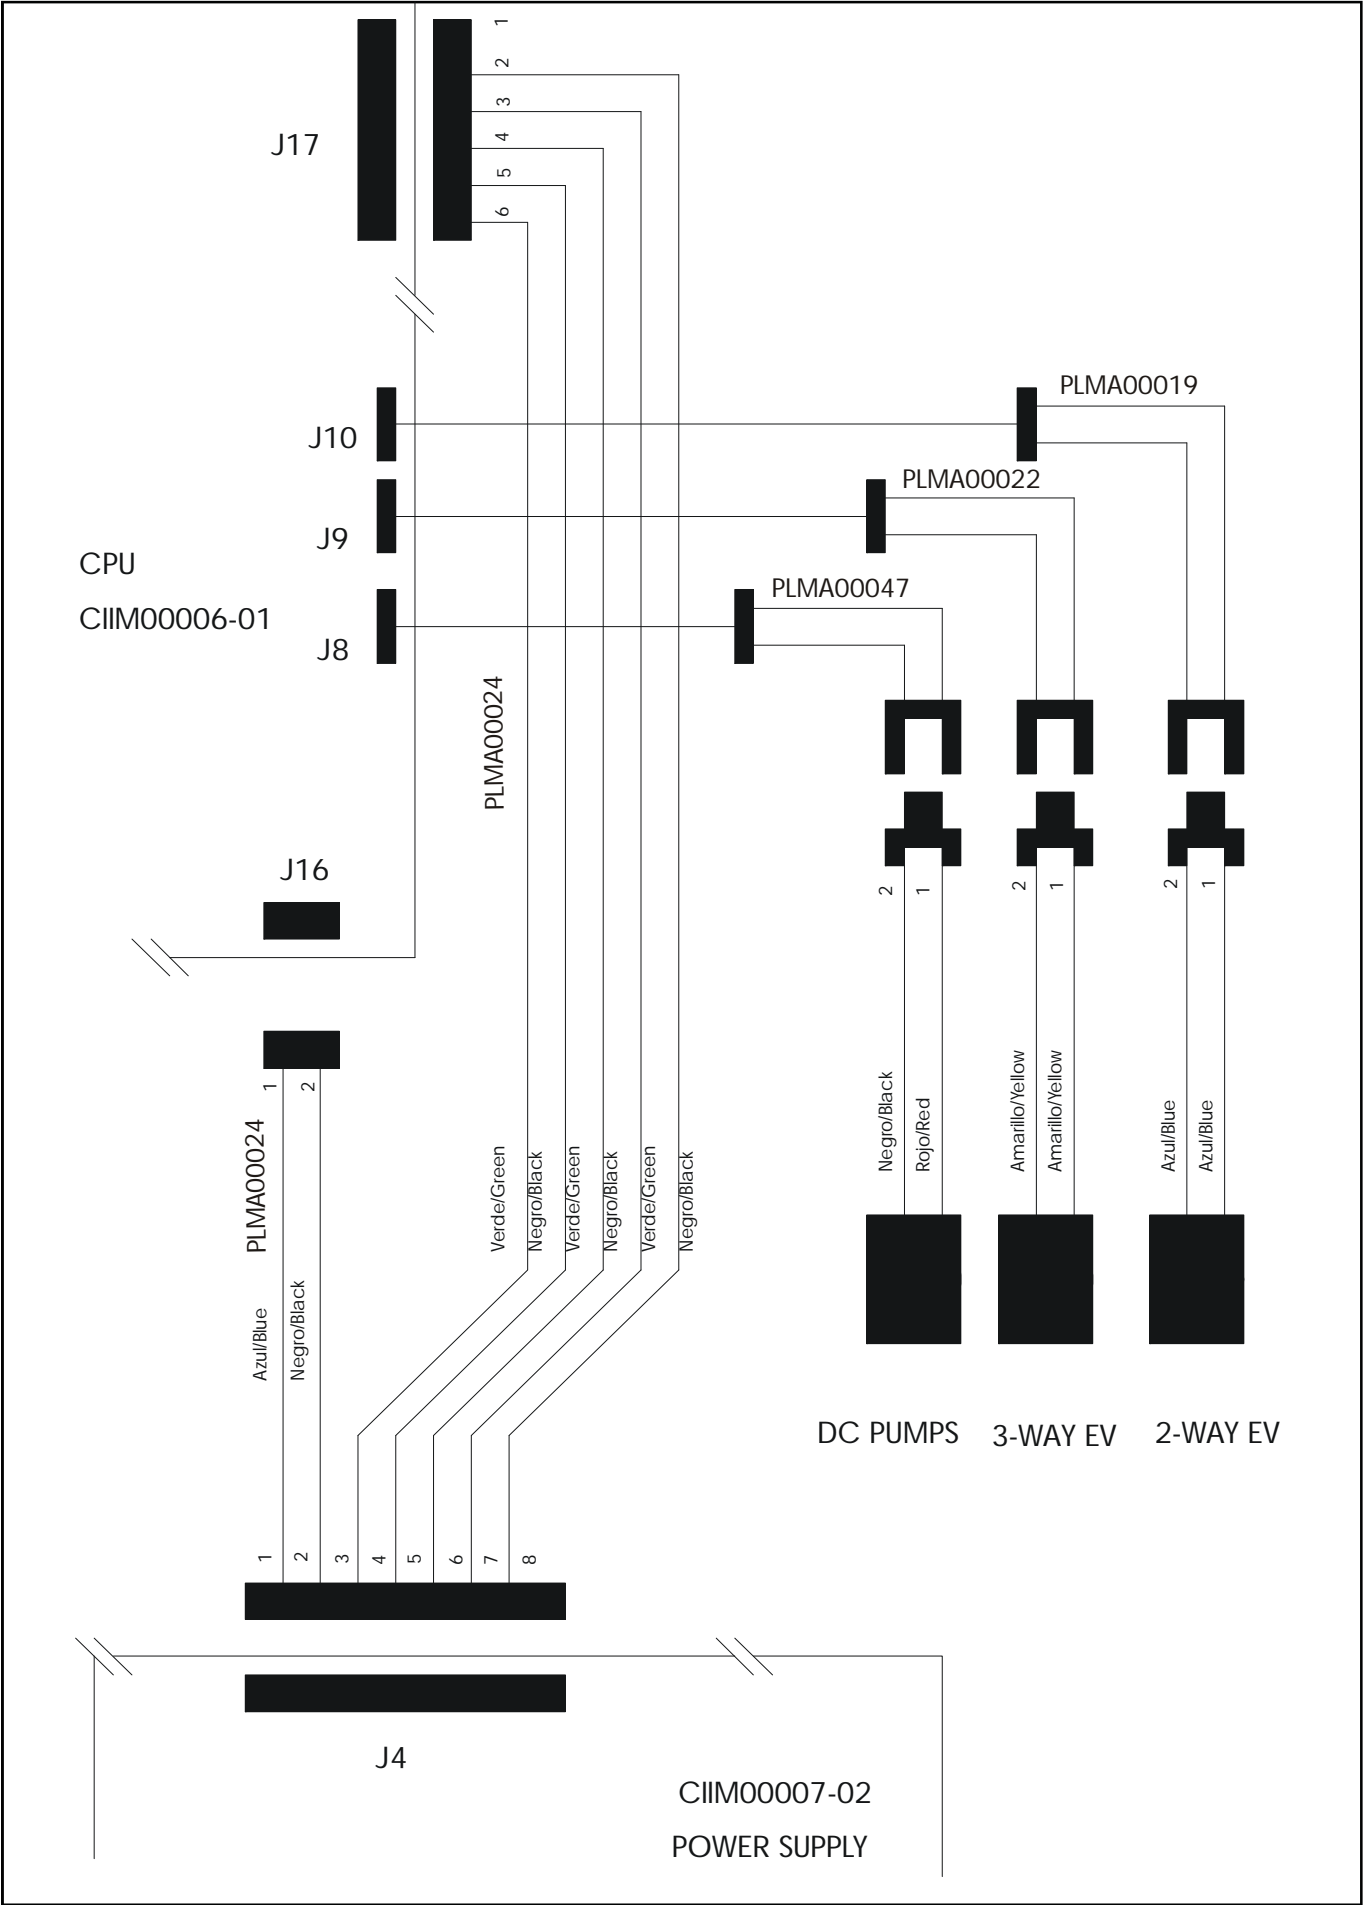 1
2
3
4
5
6
J17
PLMA00019
J10
PLMA00022
J9
CPU
CIIM00006-01
PLMA00047
J8
PLMA00024
J16
2
1
2
1
2
1
1
2
PLMA00024
Azul/Blue
Negro/Black
Verde/Green
Negro/Black
Verde/Green
Negro/Black
Verde/Green
Negro/Black
Negro/Black
Rojo/Red
Amarillo/Yellow
Amarillo/Yellow
Azul/Blue
Azul/Blue
DC PUMPS
3-WAY EV
2-WAY EV
1
2
3
4
5
6
7
8
J4
CIIM00007-02
POWER SUPPLY